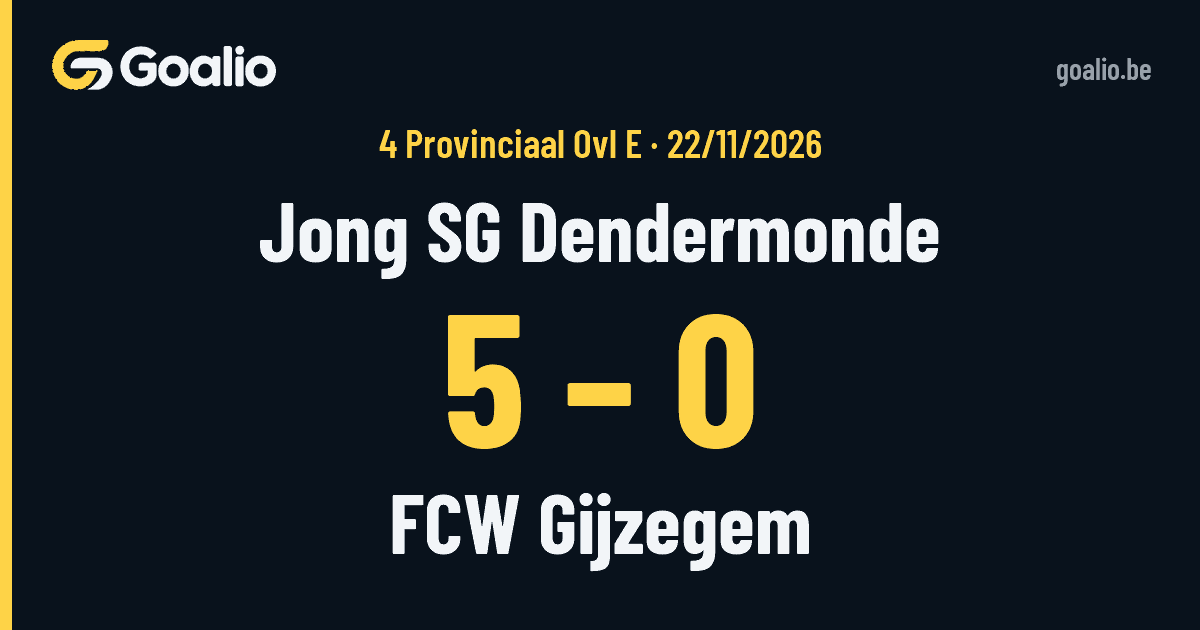 Goalio
goalio.be
4 Provinciaal Ovl E · 22/11/2026
Jong SG Dendermonde
5 - 0
FCW Gijzegem